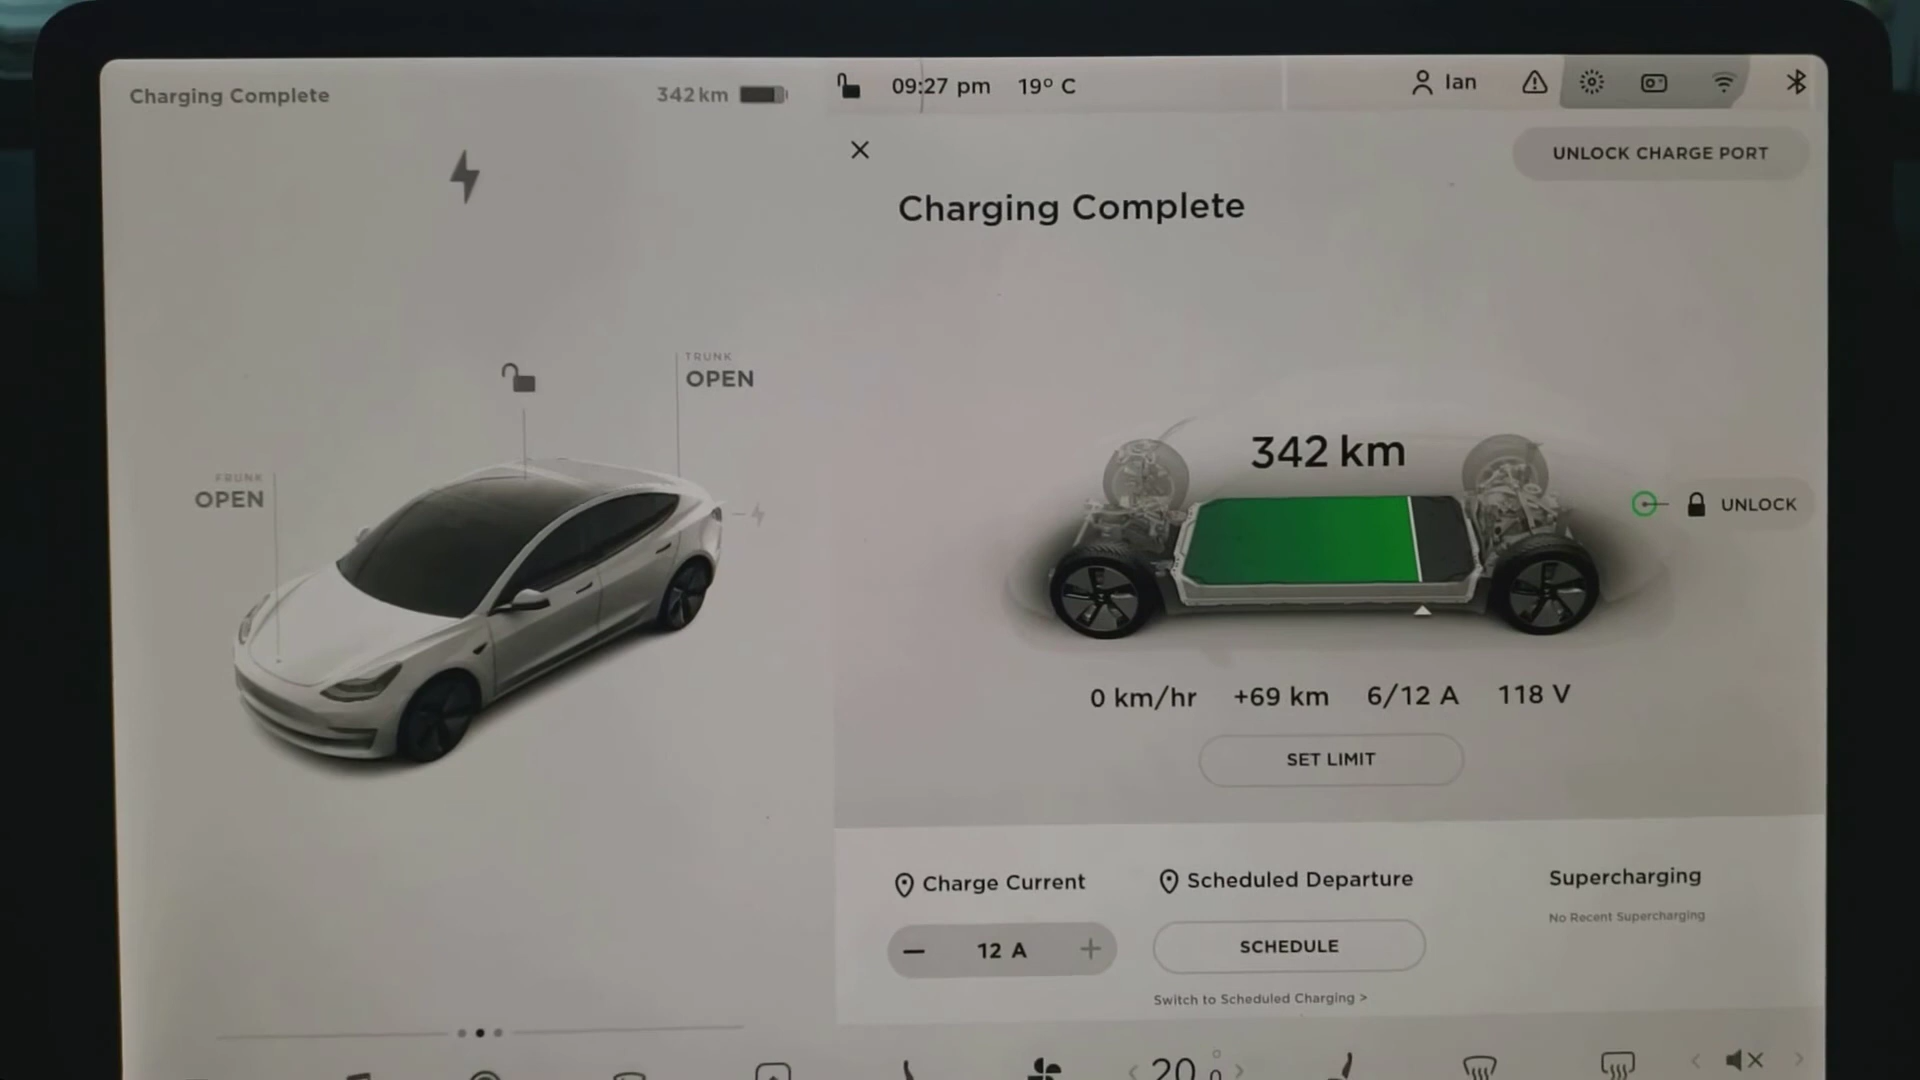 Charging Complete
342 km
09:27 pm
19° C
Ian
UNLOCK CHARGE PORT
Charging Complete
TRUNK
OPEN
FRUNK
OPEN
342 km
UNLOCK
0 km/hr +69 km 6/12 A 118 V
SET LIMIT
Charge Current
Scheduled Departure
Supercharging
No Recent Supercharging
− 12 A +
SCHEDULE
Switch to Scheduled Charging >
< 20.0 >